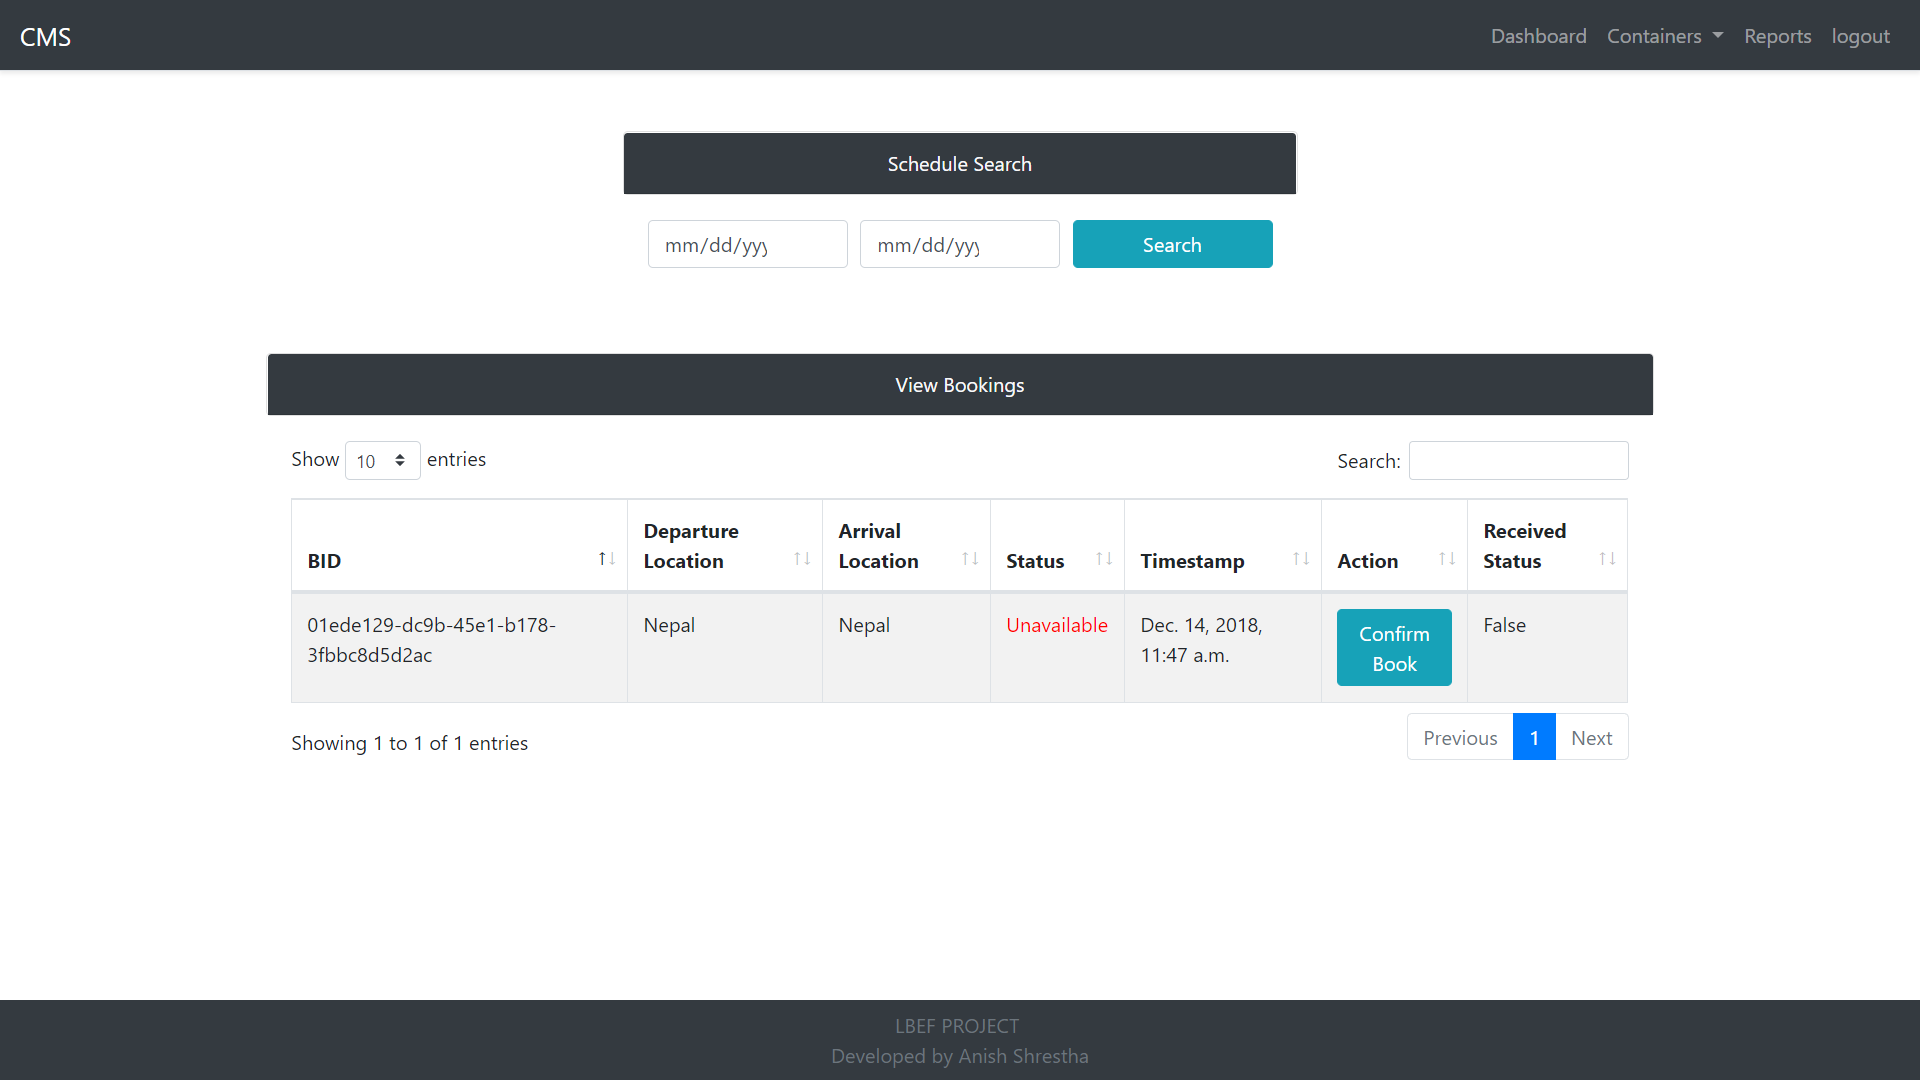 CMS
Dashboard
Containers
Reports
logout
Schedule Search
mm/dd/yyy
mm/dd/yyy
Search
View Bookings
Show 10 entries
Search:
BID
Departure
Location
Arrival
Location
Status
Timestamp
Action
Received
Status
01ede129-dc9b-45e1-b178-
3fbbc8d5d2ac
Nepal
Nepal
Unavailable
Dec. 14, 2018,
11:47 a.m.
Confirm
Book
False
Showing 1 to 1 of 1 entries
Previous
1
Next
LBEF PROJECT
Developed by Anish Shrestha